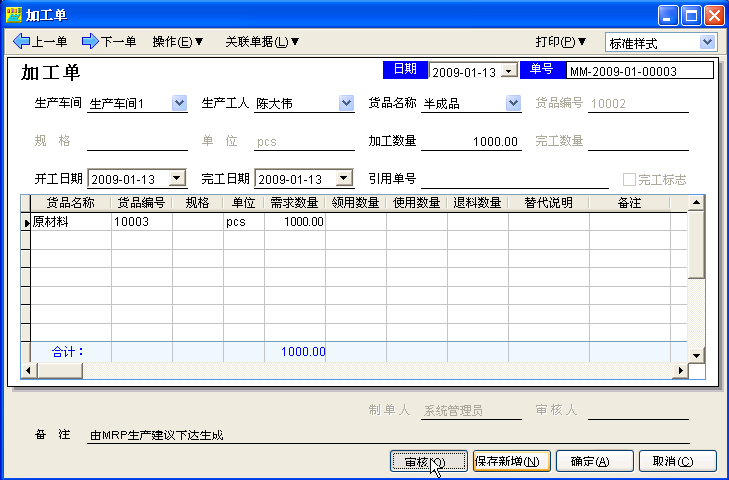 加工单
上一单 下一单 操作(E)▼ 关联单据(L)▼ 打印(P)▼ 标准样式
加工单 日期 2009-01-13 单号 MM-2009-01-00003
生产车间 生产车间1 生产工人 陈大伟 货品名称 半成品 货品编号 10002
规 格 单 位 pcs 加工数量 1000.00 完工数量
开工日期 2009-01-13 完工日期 2009-01-13 引用单号 完工标志
货品名称 货品编号 规格 单位 需求数量 领用数量 使用数量 退料数量 替代说明 备注
原材料 10003 pcs 1000.00
合计： 1000.00
制单人 系统管理员 审核人
备 注 由MRP生产建议下达生成
审核 保存新增(N) 确定(A) 取消(C)